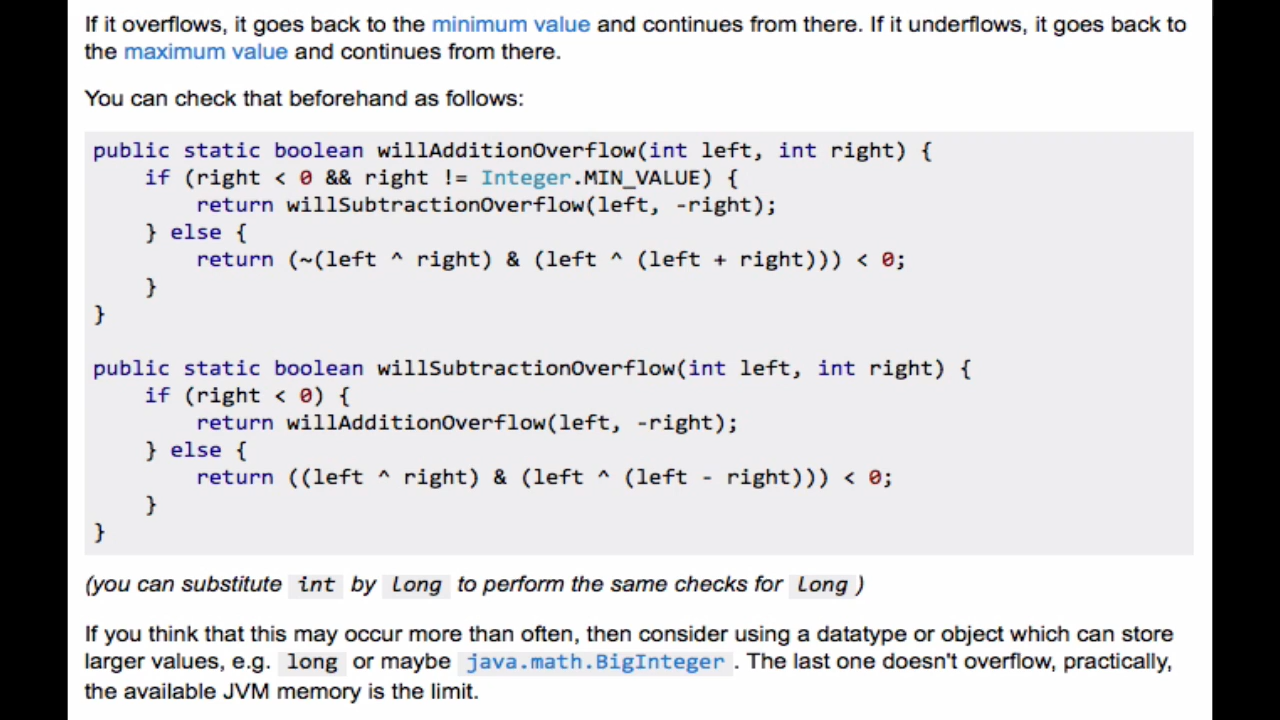 If it overflows, it goes back to the minimum value and continues from there. If it underflows, it goes back to
the maximum value and continues from there.
You can check that beforehand as follows:
public static boolean willAdditionOverflow(int left, int right) {
    if (right < 0 && right != Integer.MIN_VALUE) {
        return willSubtractionOverflow(left, -right);
    } else {
        return (~(left ^ right) & (left ^ (left + right))) < 0;
    }
}
public static boolean willSubtractionOverflow(int left, int right) {
    if (right < 0) {
        return willAdditionOverflow(left, -right);
    } else {
        return ((left ^ right) & (left ^ (left - right))) < 0;
    }
}
(you can substitute int by long to perform the same checks for long )
If you think that this may occur more than often, then consider using a datatype or object which can store
larger values, e.g. long or maybe java.math.BigInteger . The last one doesn't overflow, practically,
the available JVM memory is the limit.